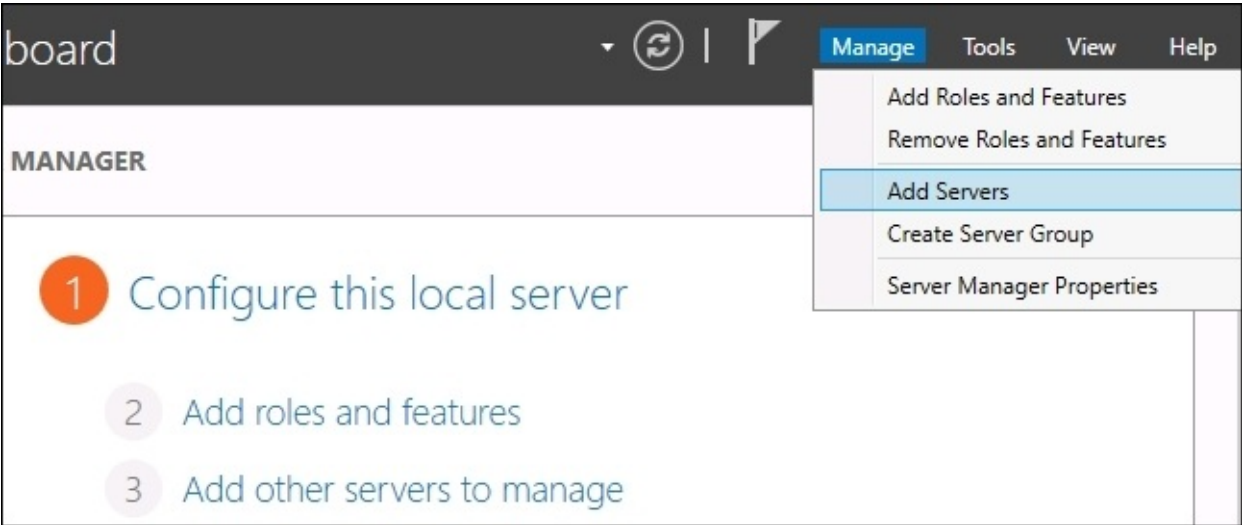 board
Manage Tools View Help
Add Roles and Features
Remove Roles and Features
Add Servers
Create Server Group
Server Manager Properties
MANAGER
1 Configure this local server
2 Add roles and features
3 Add other servers to manage